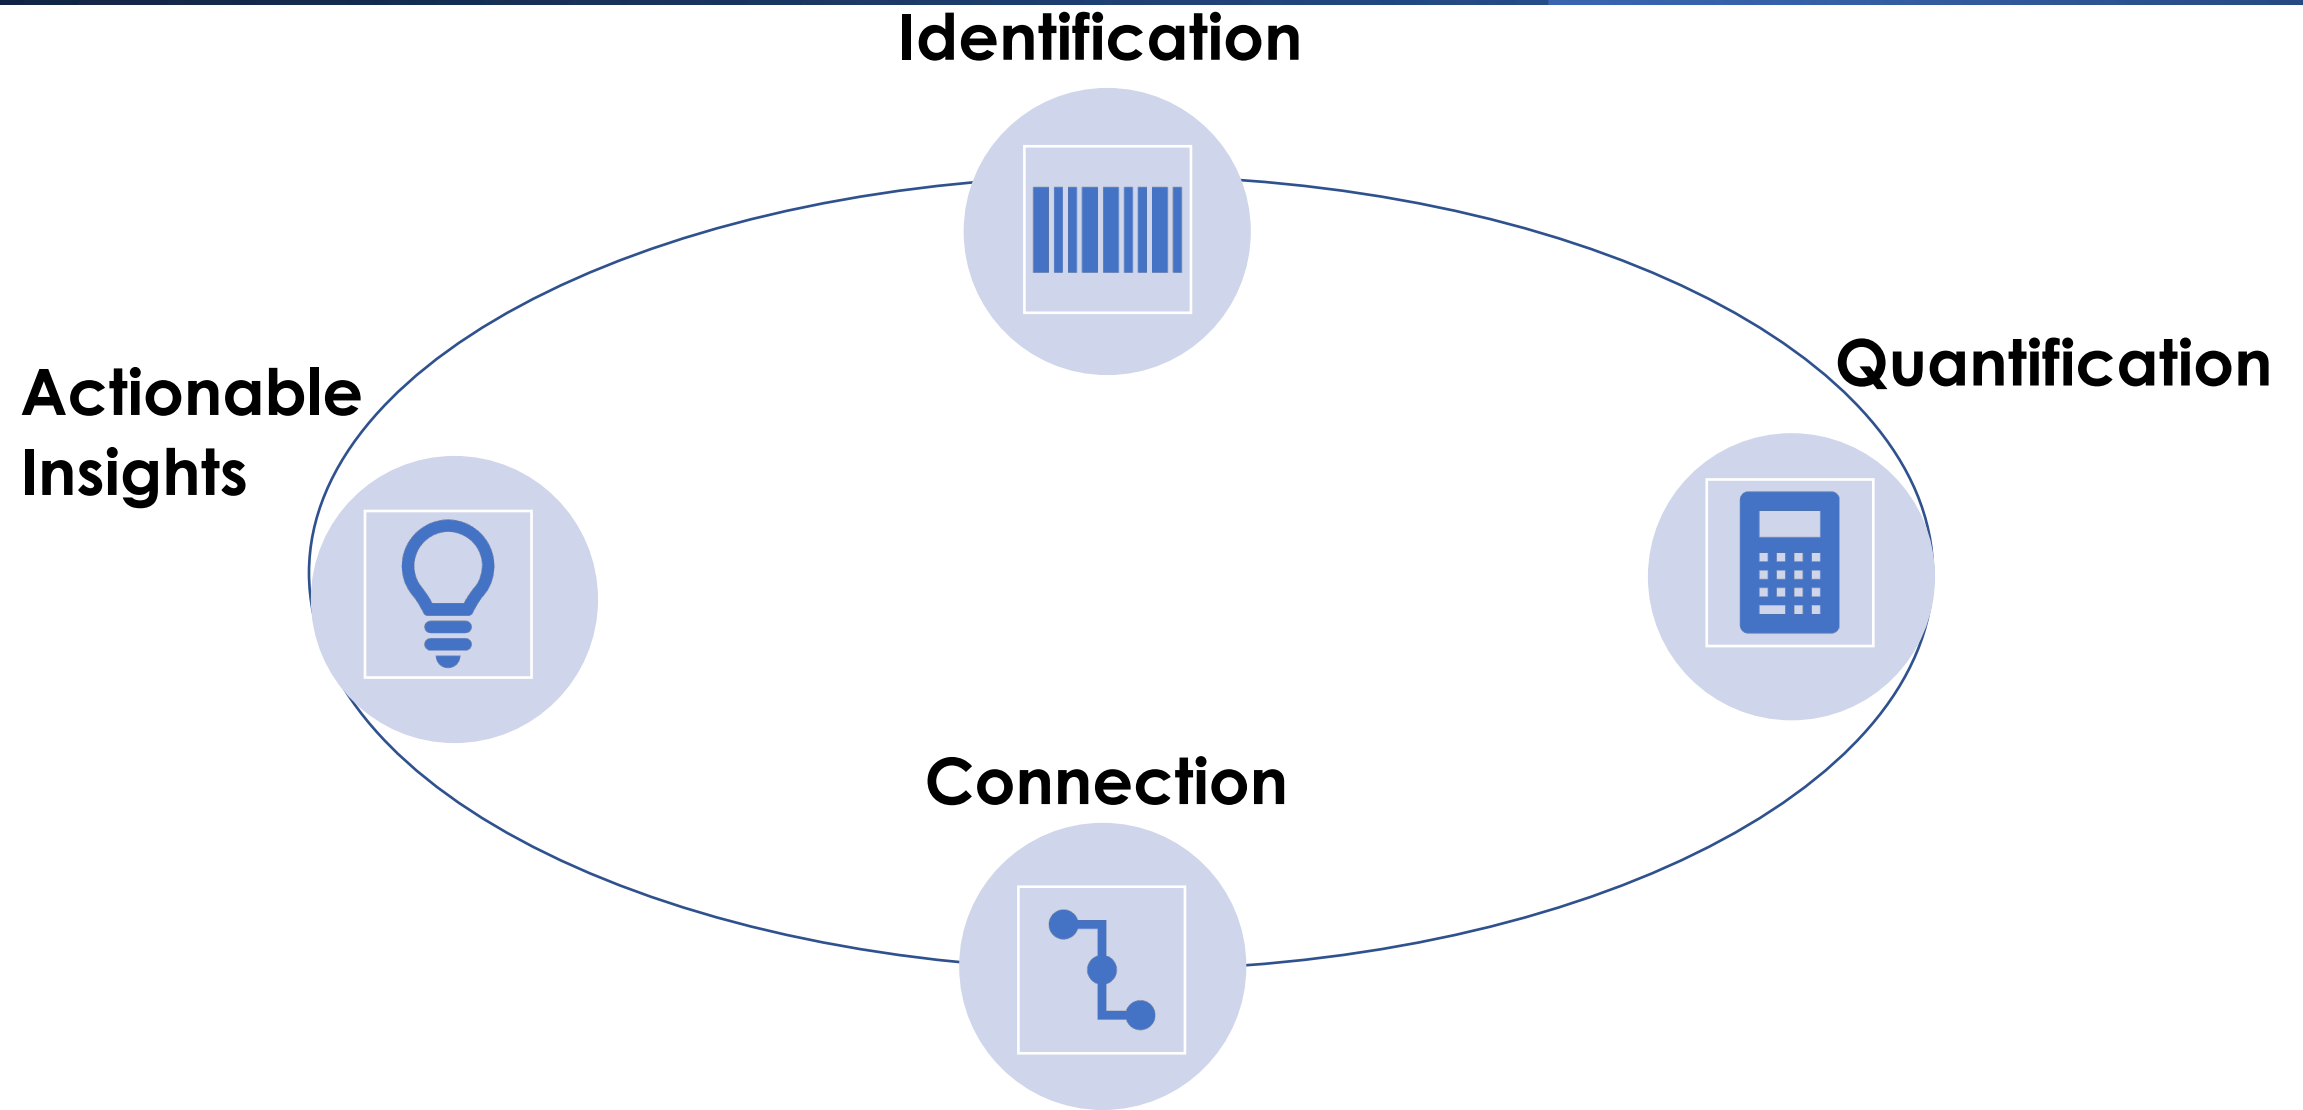 Identification
Quantification
Actionable
Insights
Connection